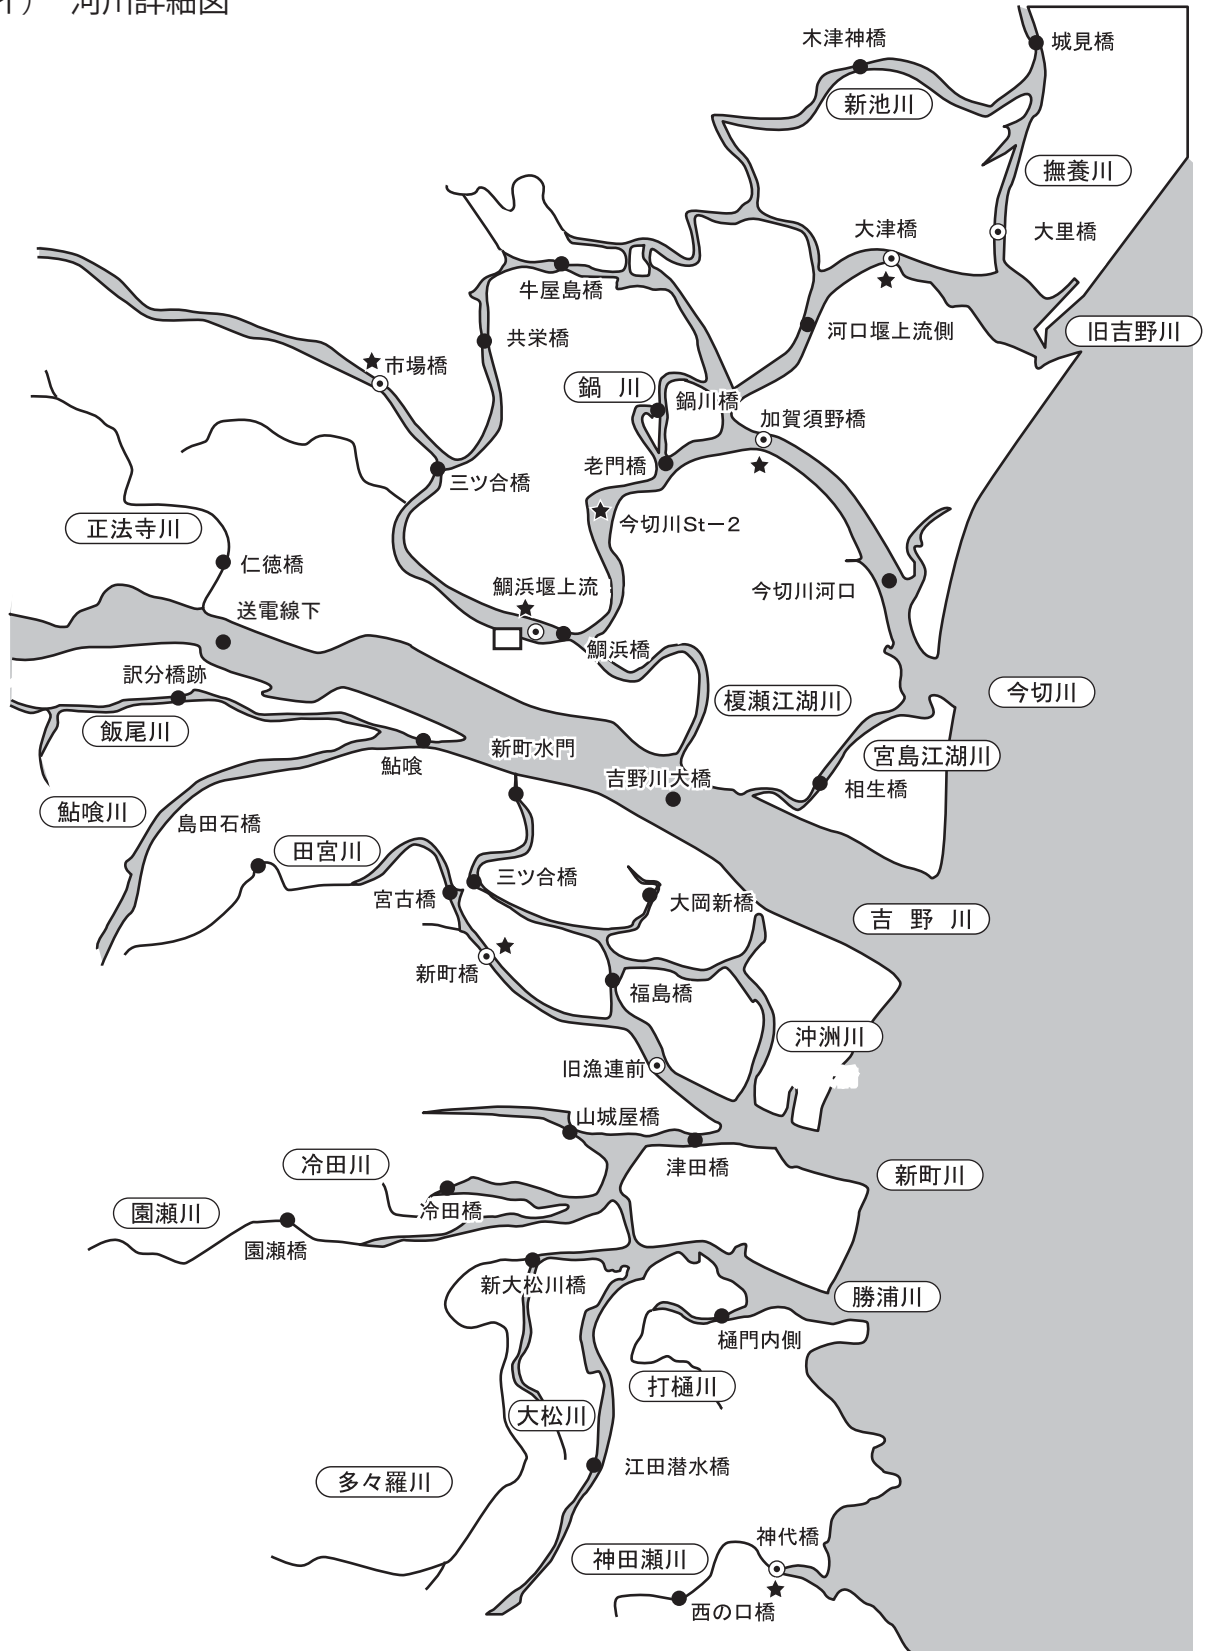 イ） 河川詳細図
木津神橋
城見橋
新池川
撫養川
大津橋
大里橋
牛屋島橋
旧吉野川
河口堰上流側
共栄橋
市場橋
鍋 川
鍋川橋
加賀須野橋
老門橋
三ツ合橋
今切川St－2
正法寺川
仁徳橋
鯛浜堰上流
今切川河口
送電線下
鯛浜橋
訳分橋跡
今切川
榎瀬江湖川
飯尾川
新町水門
宮島江湖川
鮎喰
吉野川大橋
相生橋
鮎喰川
島田石橋
田宮川
三ツ合橋
宮古橋
大岡新橋
吉 野 川
新町橋
福島橋
沖洲川
旧漁連前
山城屋橋
冷田川
津田橋
新町川
園瀬川
冷田橋
園瀬橋
新大松川橋
勝浦川
樋門内側
打樋川
大松川
江田潜水橋
多々羅川
神代橋
神田瀬川
西の口橋